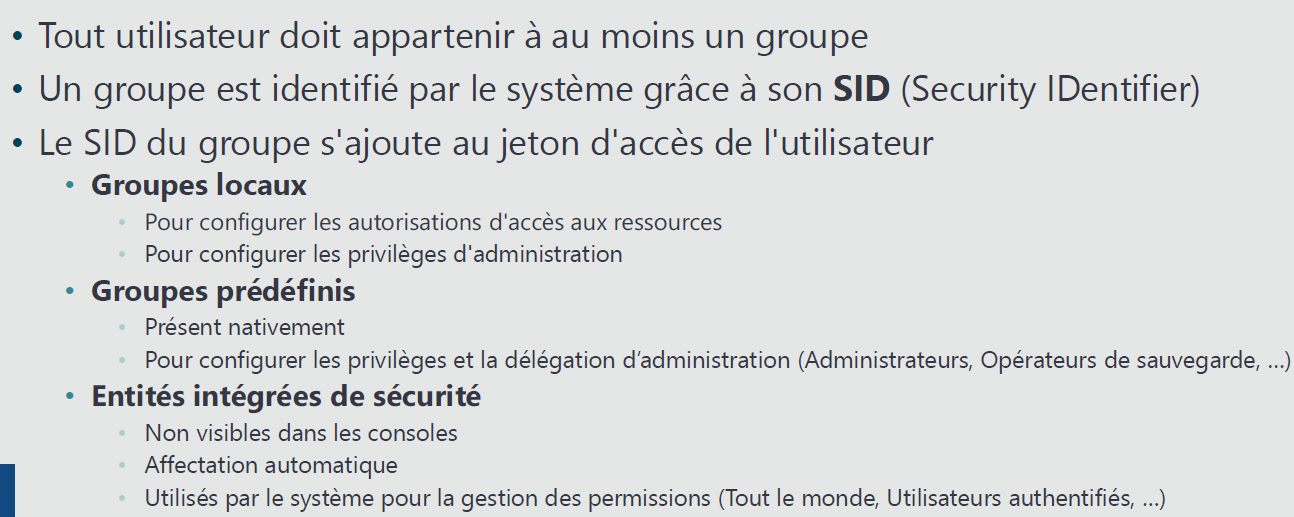 • Tout utilisateur doit appartenir à au moins un groupe
• Un groupe est identifié par le système grâce à son SID (Security IDentifier)
• Le SID du groupe s'ajoute au jeton d'accès de l'utilisateur
• Groupes locaux
• Pour configurer les autorisations d'accès aux ressources
• Pour configurer les privilèges d'administration
• Groupes prédéfinis
• Présent nativement
• Pour configurer les privilèges et la délégation d’administration (Administrateurs, Opérateurs de sauvegarde, ...)
• Entités intégrées de sécurité
• Non visibles dans les consoles
• Affectation automatique
• Utilisés par le système pour la gestion des permissions (Tout le monde, Utilisateurs authentifiés, ...)